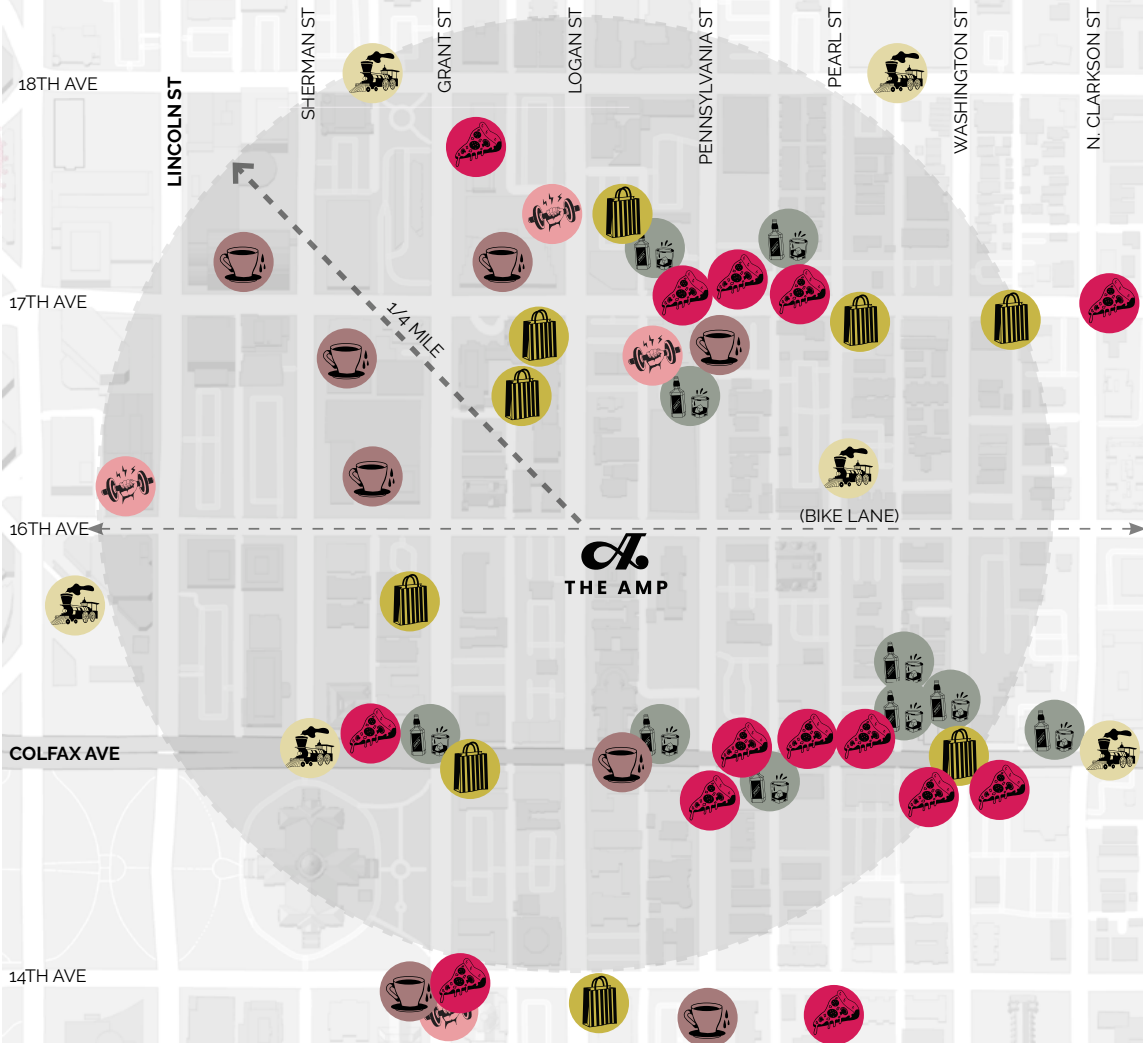 SHERMAN ST
GRANT ST
LOGAN ST
PENNSYLVANIA ST
PEARL ST
WASHINGTON ST
N. CLARKSON ST
18TH AVE
LINCOLN ST
17TH AVE
1/4 MILE
(BIKE LANE)
16TH AVE
THE AMP
COLFAX AVE
14TH AVE